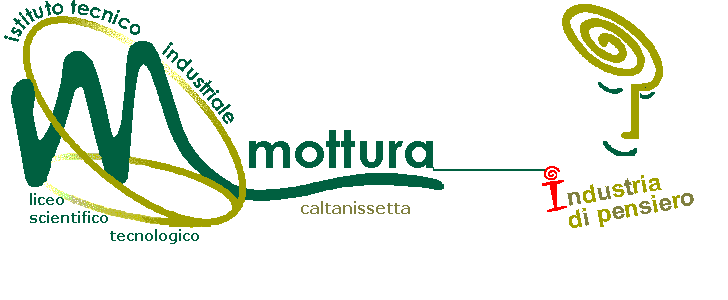 istituto tecnico
industriale
mottura
liceo
scientifico
tecnologico
caltanissetta
Industria
di pensiero